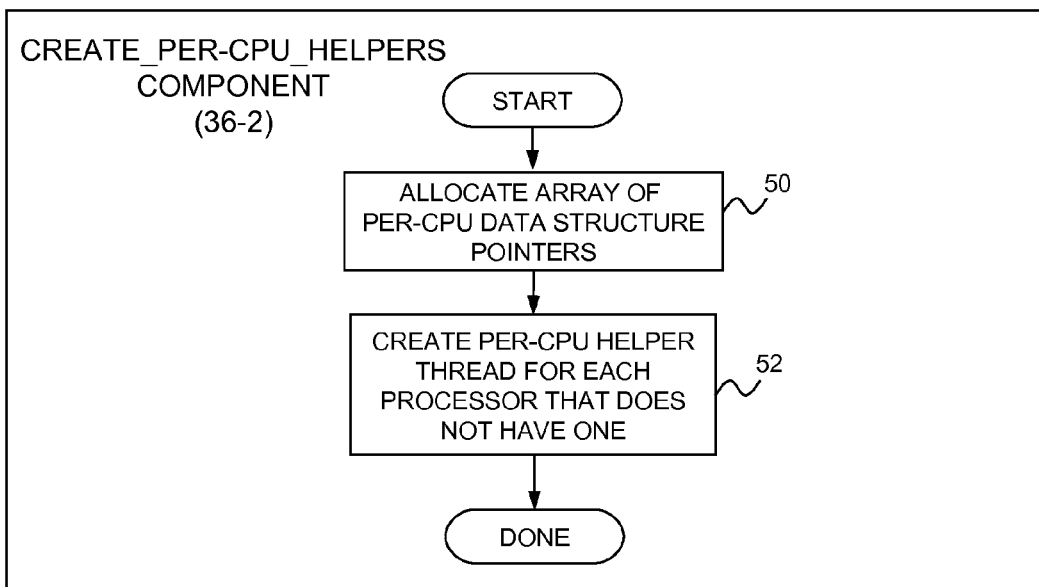 CREATE_PER-CPU_HELPERS
COMPONENT
(36-2)
START
ALLOCATE ARRAY OF
PER-CPU DATA STRUCTURE
POINTERS
50
CREATE PER-CPU HELPER
THREAD FOR EACH
PROCESSOR THAT DOES
NOT HAVE ONE
52
DONE